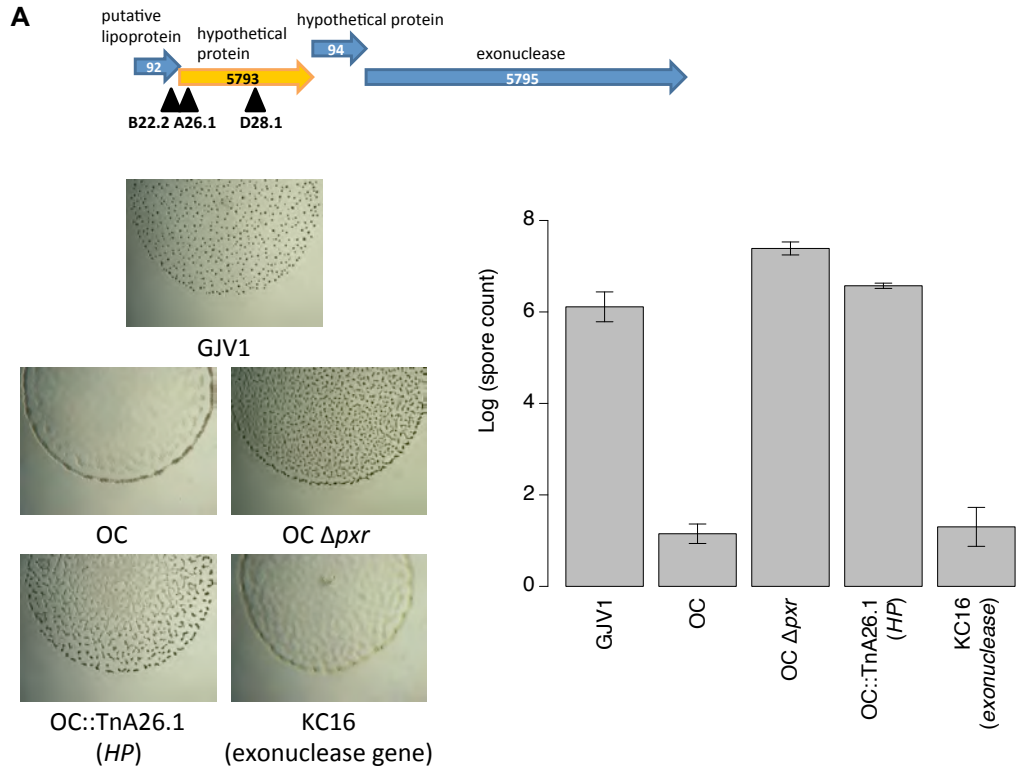 A
putative
lipoprotein
hypothetical
protein
hypothetical protein
exonuclease
92
5793
94
5795
B22.2 A26.1 D28.1
GJV1
OC
OC Δpxr
OC::TnA26.1
(HP)
KC16
(exonuclease gene)
Log (spore count)
8
6
4
2
0
GJV1
OC
OC Δpxr
OC::TnA26.1
(HP)
KC16
(exonuclease)